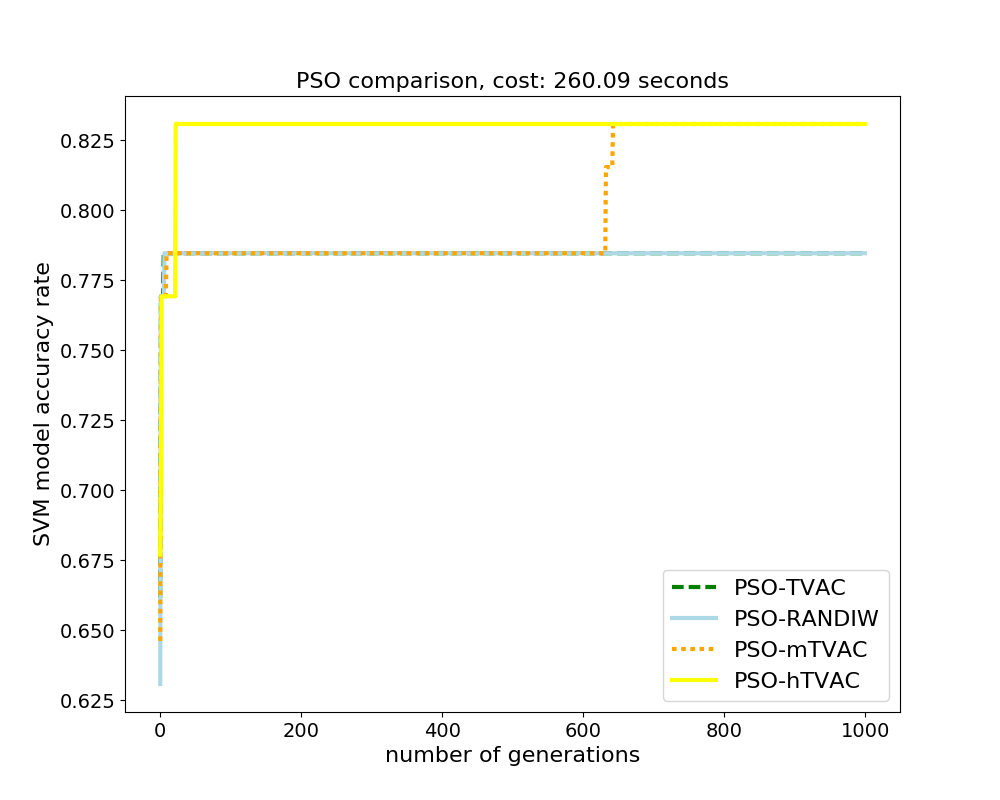 PSO comparison, cost: 260.09 seconds
SVM model accuracy rate
0.825
0.800
0.775
0.750
0.725
0.700
0.675
0.650
0.625
PSO-TVAC
PSO-RANDIW
PSO-mTVAC
PSO-hTVAC
0 200 400 600 800 1000
number of generations